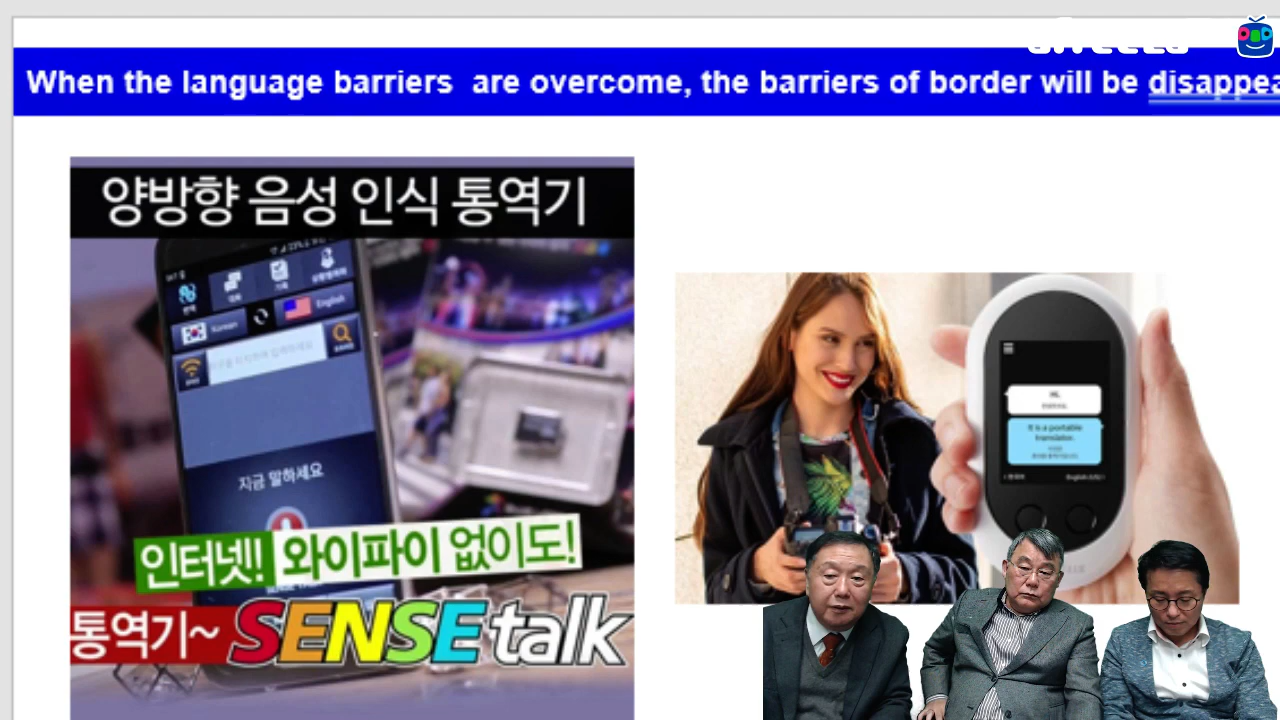 When the language barriers are overcome, the barriers of border will be disappea
양방향 음성 인식 통역기
Korean
English
지금 말하세요
인터넷! 와이파이 없이도!
통역기~ SENSEtalk
Hi.
It is a portable
translator.